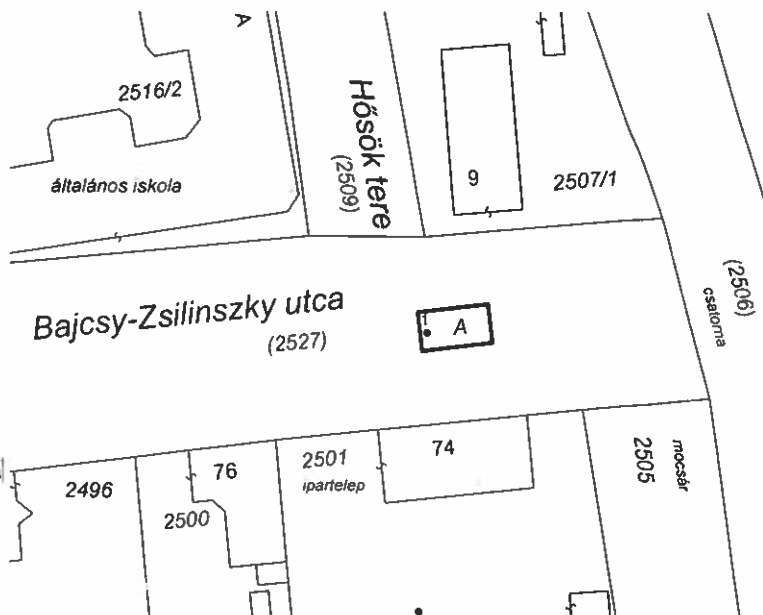 A
2516/2
általános iskola
Hősök tere
(2509)
9
2507/1
Bajcsy-Zsilinszky utca
(2527)
1
A
(2506)
csatorna
2496
76
2500
2501
ipartelep
74
2505
mocsár